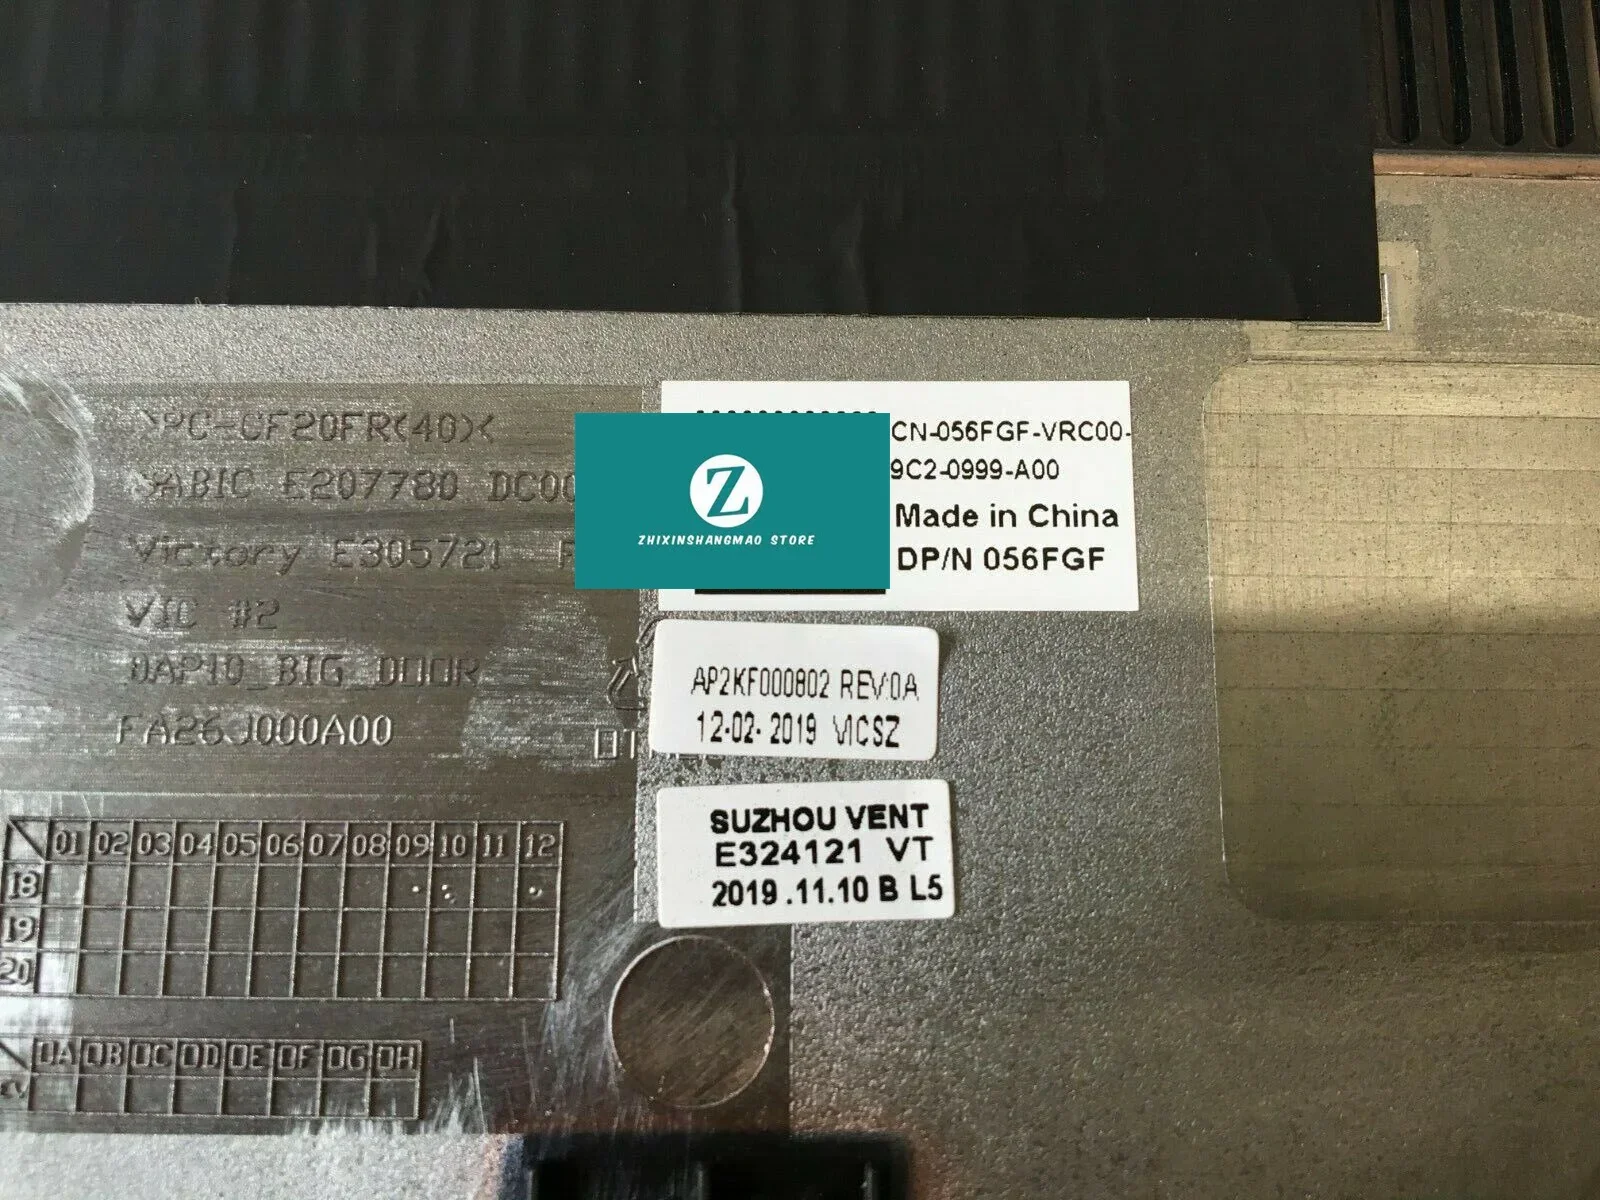 >PC-GF20FR(40)<
>ABIC E207780 DC00
Victory E305721 F
VIC #2
DAP10_BIG_DOOR
FA26J000A00
Z
ZHIXINSHANGMAO STORE
CN-056FGF-VRC00-
9C2-0999-A00
Made in China
DP/N 056FGF
AP2KF000802 REV:0A
12-02-2019 VICSZ
SUZHOU VENT
E324121 VT
2019.11.10 B L5
01 02 03 04 05 06 07 08 09 10 11 12
18
19
20
0A 0B 0C 0D 0E 0F 0G 0H